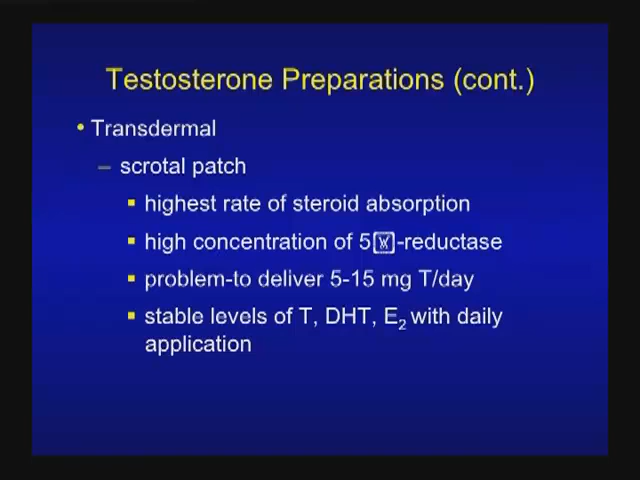 Testosterone Preparations (cont.)
• Transdermal
– scrotal patch
▪ highest rate of steroid absorption
▪ high concentration of 5-reductase
▪ problem-to deliver 5-15 mg T/day
▪ stable levels of T, DHT, E₂ with daily
application